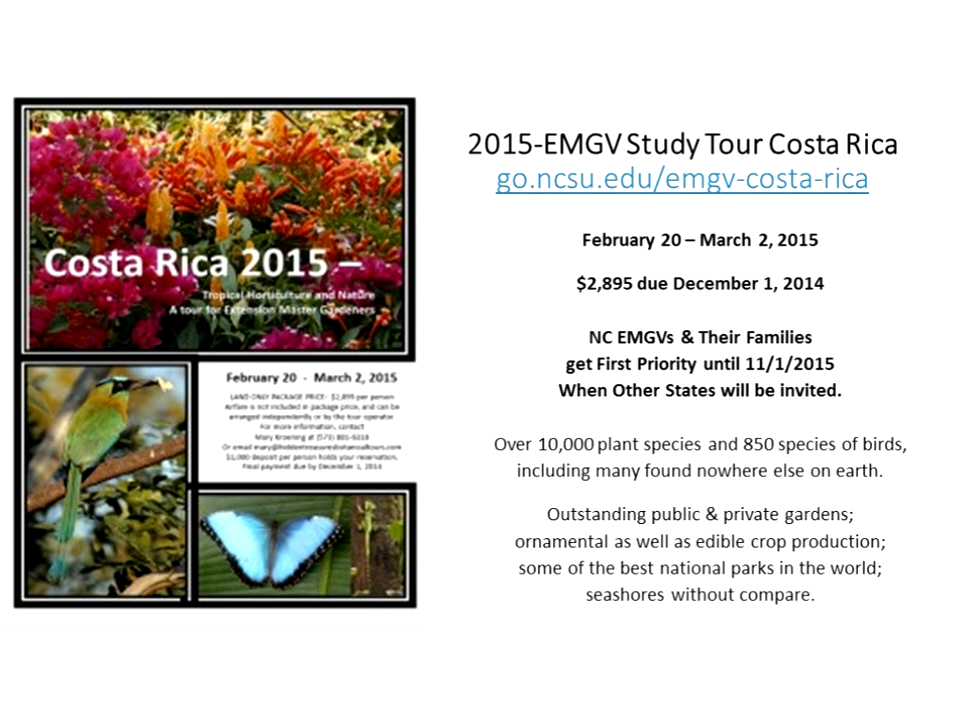 Costa Rica 2015 –
Tropical Horticulture and Nature
A tour for Extension Master Gardeners
February 20 - March 2, 2015
LAND ONLY PACKAGE PRICE- $2,895 per person
Airfare is not included in package price, and can be
arranged independently or by the tour operator
For more information, contact
Mary Kroening at (573)
Or email mary@hiddentreasuresbotanicaltours.com
$1,000 deposit per person holds your reservation.
Final payment due by December 1, 2014
2015-EMGV Study Tour Costa Rica
go.ncsu.edu/emgv-costa-rica
February 20 – March 2, 2015
$2,895 due December 1, 2014
NC EMGVs & Their Families
get First Priority until 11/1/2015
When Other States will be invited.
Over 10,000 plant species and 850 species of birds,
including many found nowhere else on earth.
Outstanding public & private gardens;
ornamental as well as edible crop production;
some of the best national parks in the world;
seashores without compare.